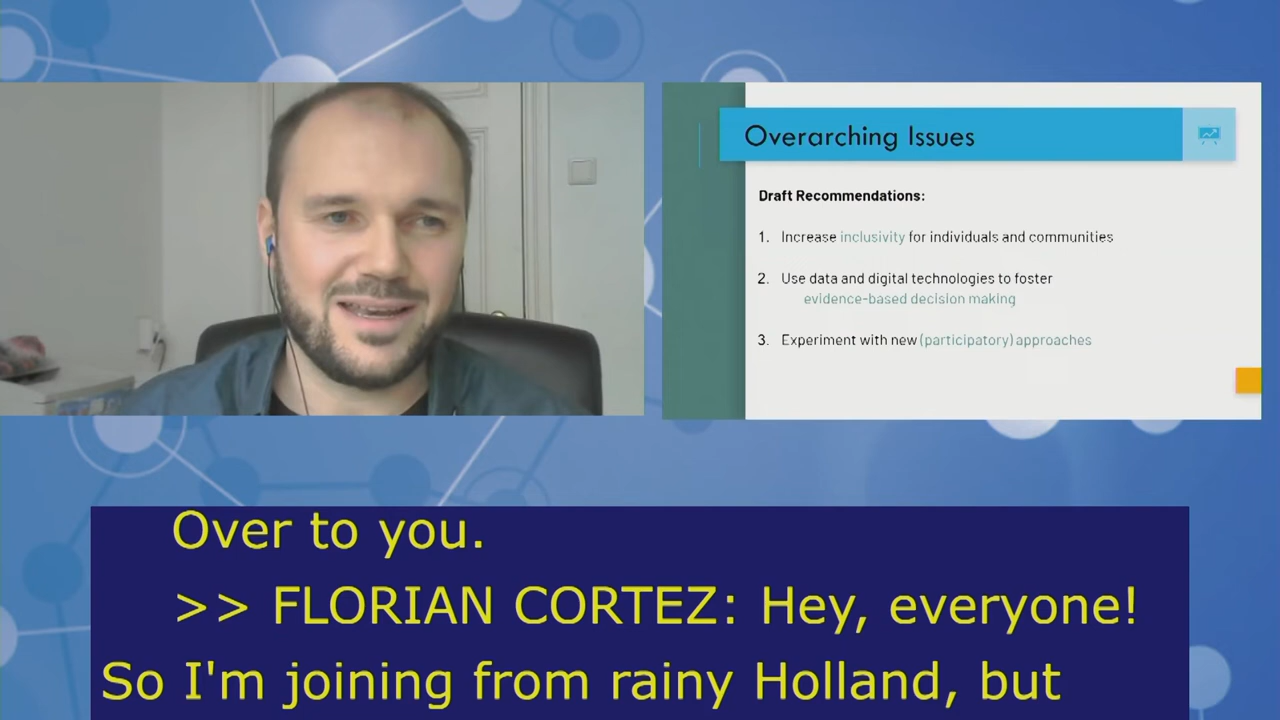 Overarching Issues
Draft Recommendations:
1. Increase inclusivity for individuals and communities
2. Use data and digital technologies to foster
evidence-based decision making
3. Experiment with new (participatory) approaches
Over to you.
>> FLORIAN CORTEZ: Hey, everyone!
So I'm joining from rainy Holland, but